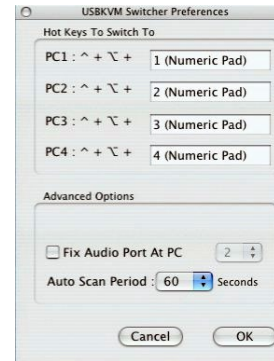 USBKVM Switcher Preferences
Hot Keys To Switch To
PC1 : ^ + ⌥ + 1 (Numeric Pad)
PC2 : ^ + ⌥ + 2 (Numeric Pad)
PC3 : ^ + ⌥ + 3 (Numeric Pad)
PC4 : ^ + ⌥ + 4 (Numeric Pad)
Advanced Options
Fix Audio Port At PC 2
Auto Scan Period : 60 Seconds
Cancel OK